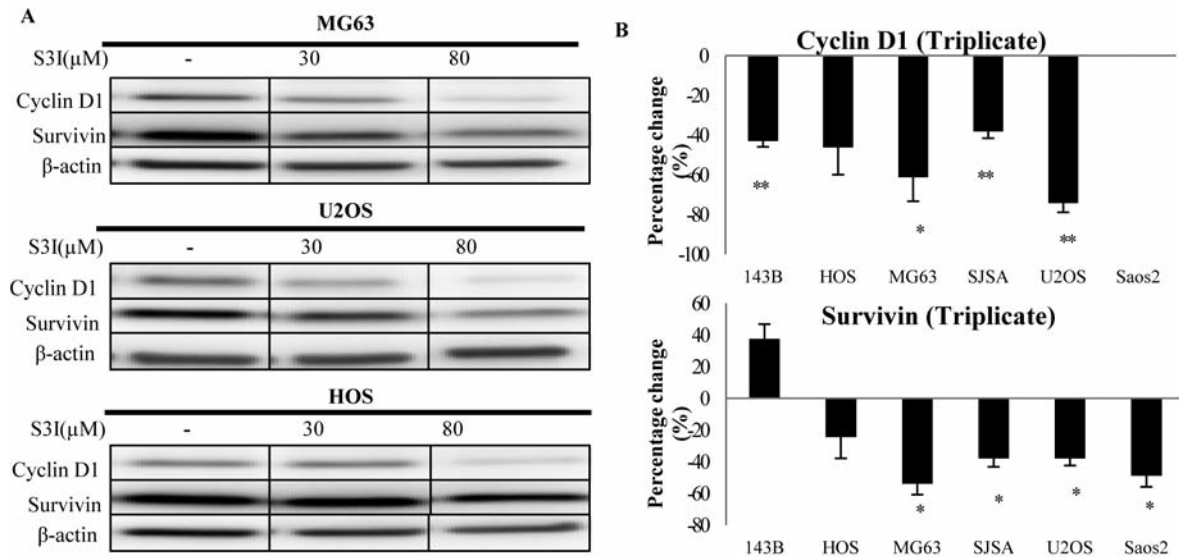 A
MG63
S3I(µM) - 30 80
Cyclin D1
Survivin
β-actin
U2OS
S3I(µM) - 30 80
Cyclin D1
Survivin
β-actin
HOS
S3I(µM) - 30 80
Cyclin D1
Survivin
β-actin
B
Cyclin D1 (Triplicate)
Percentage change
(%)
0
-20
-40
-60
-80
-100
** * ** **
143B HOS MG63 SJSA U2OS Saos2
Survivin (Triplicate)
Percentage change
(%)
60
40
20
0
-20
-40
-60
-80
* * * *
143B HOS MG63 SJSA U2OS Saos2